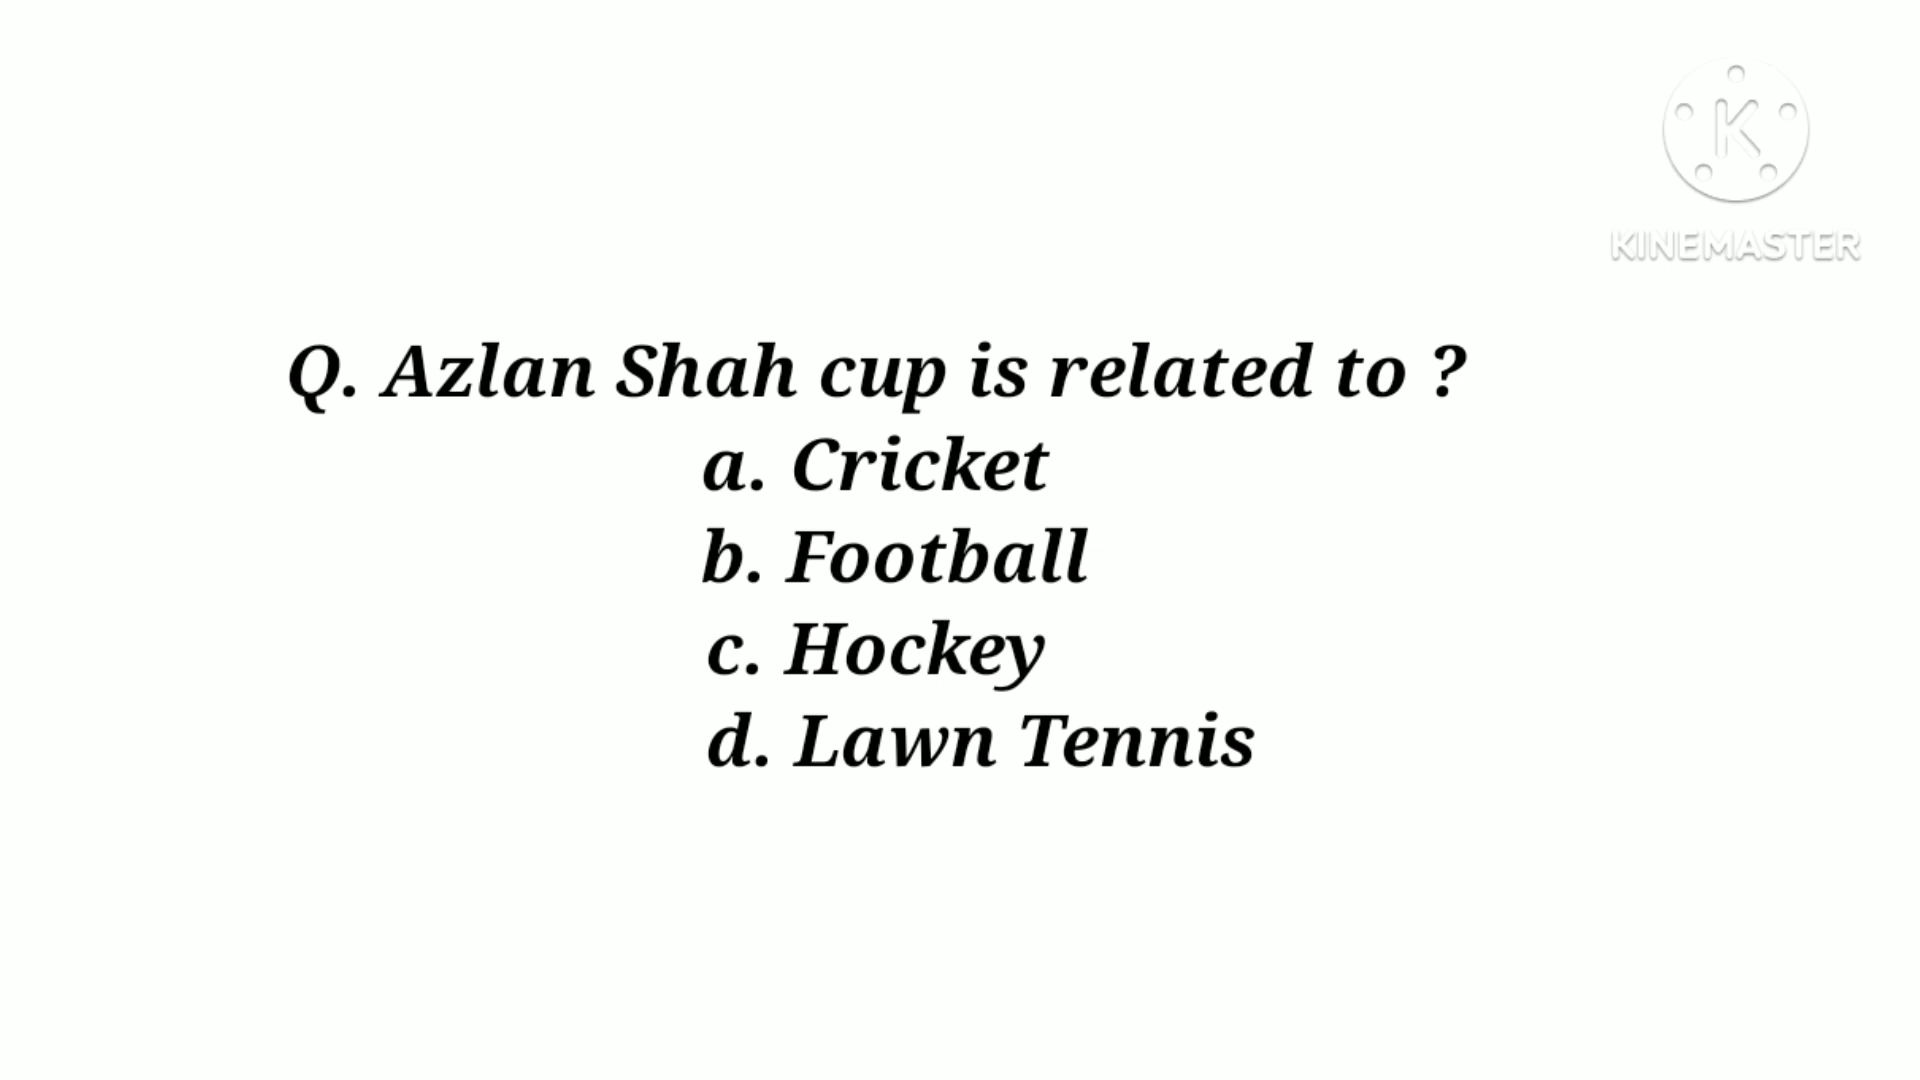 K
KINEMASTER
Q. Azlan Shah cup is related to ?
a. Cricket
b. Football
c. Hockey
d. Lawn Tennis